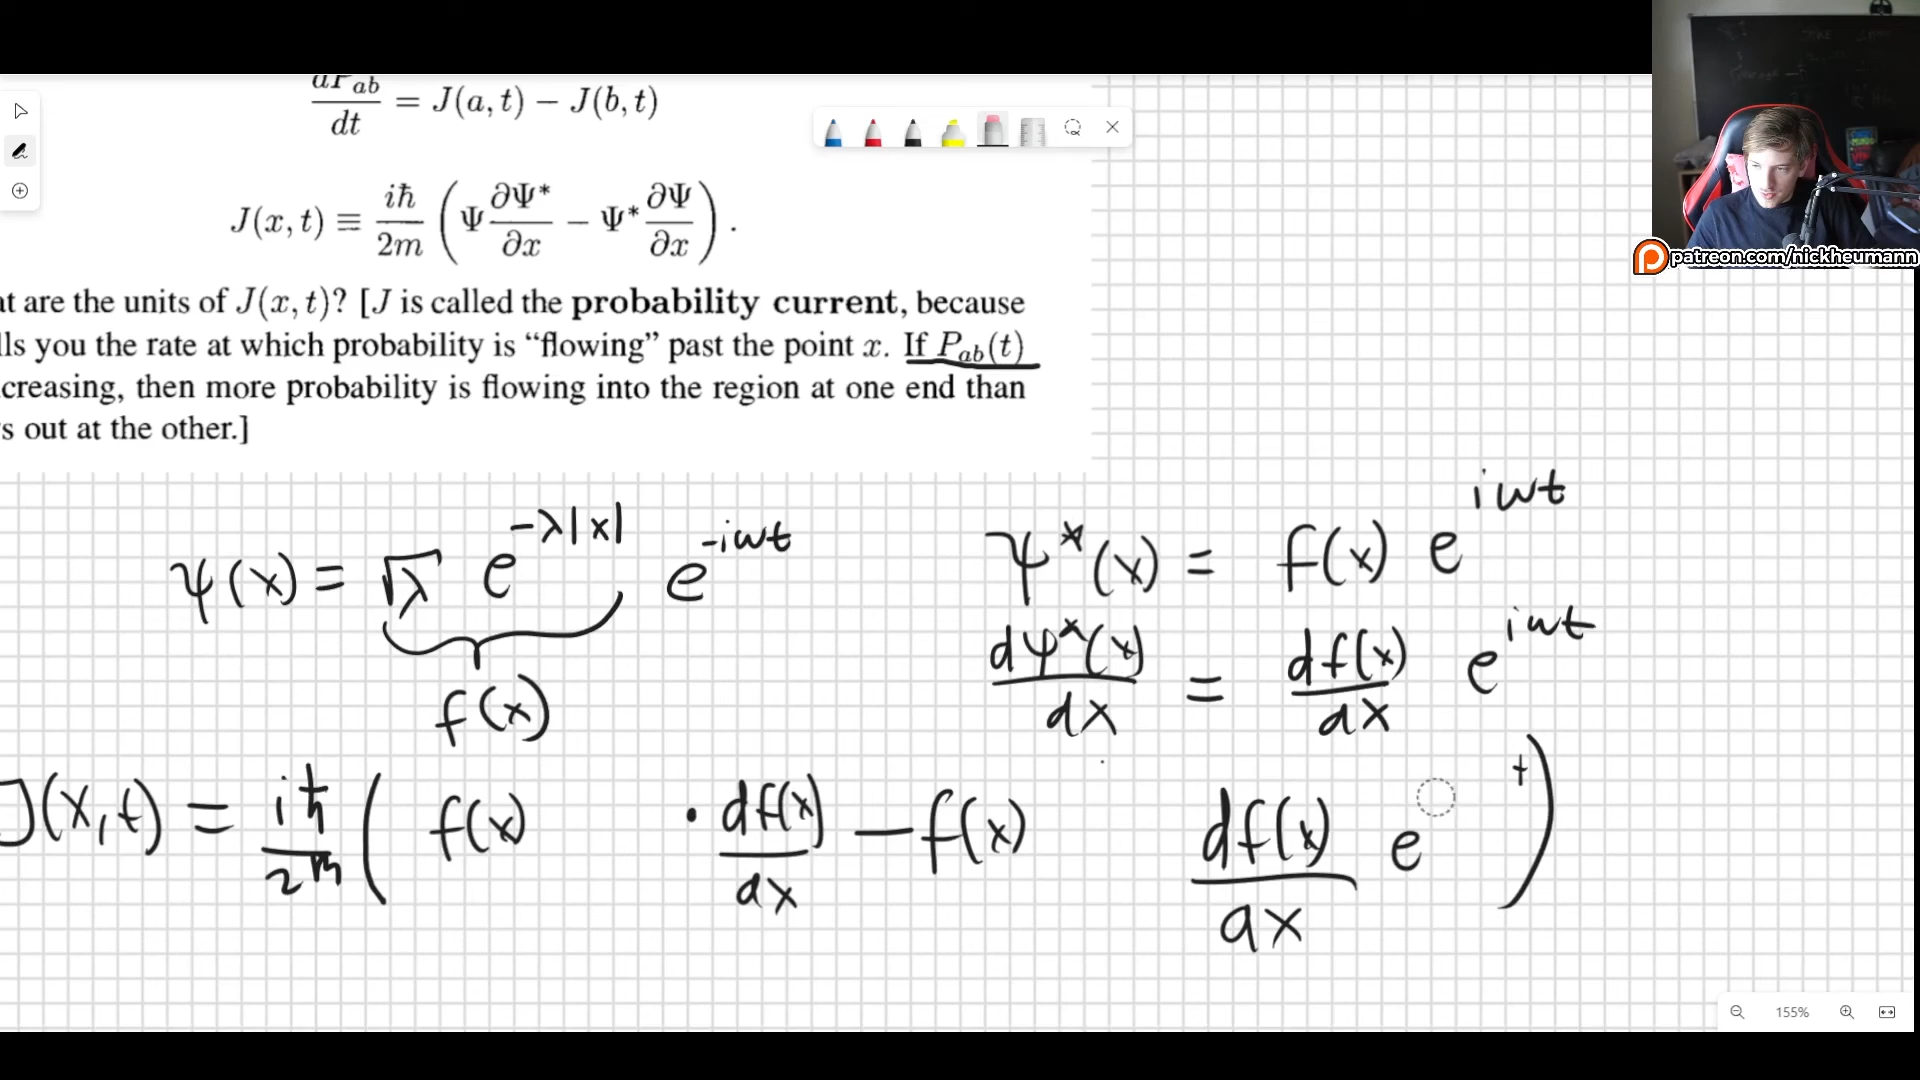 dP_ab/dt = J(a, t) − J(b, t)
patreon.com/nickheumann
J(x, t) ≡ iħ/2m (Ψ ∂Ψ*/∂x − Ψ* ∂Ψ/∂x) .
at are the units of J(x, t)? [J is called the probability current, because
lls you the rate at which probability is “flowing” past the point x. If P_ab(t)
creasing, then more probability is flowing into the region at one end than
s out at the other.]
ψ(x) = √λ e^(-λ|x|) e^(-iωt)
f(x)
ψ*(x) = f(x) e^(iωt)
dψ*(x)/dx = df(x)/dx e^(iωt)
J(x,t) = iħ/2m ( f(x) · df(x)/dx − f(x) df(x)/dx e^t )
155%